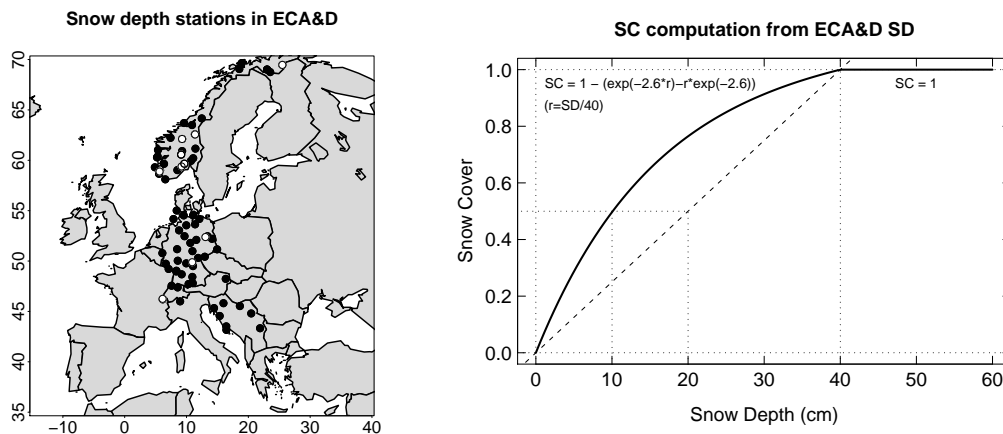 Snow depth stations in ECA&D
70
65
60
55
50
45
40
35
−10 0 10 20 30 40
SC computation from ECA&D SD
SC = 1 − (exp(−2.6*r)−r*exp(−2.6))
(r=SD/40)
SC = 1
Snow Cover
1.0
0.8
0.6
0.4
0.2
0.0
0 10 20 30 40 50 60
Snow Depth (cm)